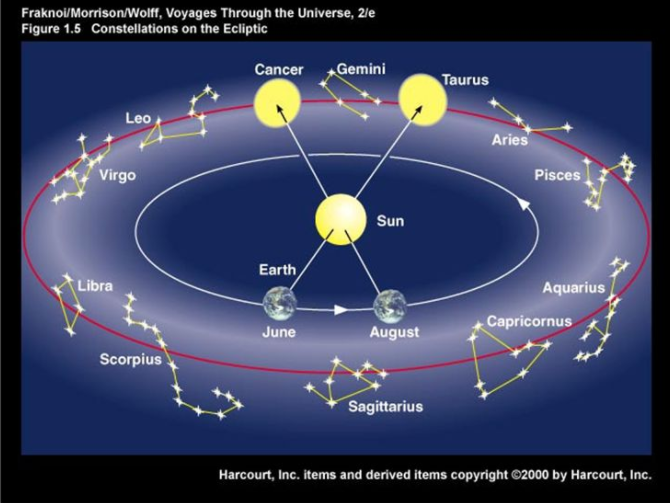 Fraknoi/Morrison/Wolff, Voyages Through the Universe, 2/e
Figure 1.5 Constellations on the Ecliptic
Cancer
Gemini
Taurus
Leo
Aries
Virgo
Pisces
Sun
Earth
Libra
Aquarius
June
August
Capricornus
Scorpius
Sagittarius
Harcourt, Inc. items and derived items copyright ©2000 by Harcourt, Inc.